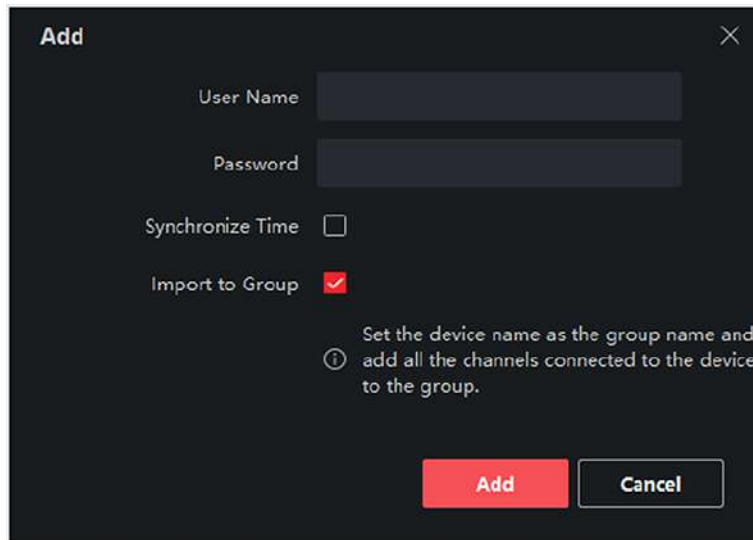 Add
User Name
Password
Synchronize Time
Import to Group
Set the device name as the group name and
add all the channels connected to the device
to the group.
Add
Cancel